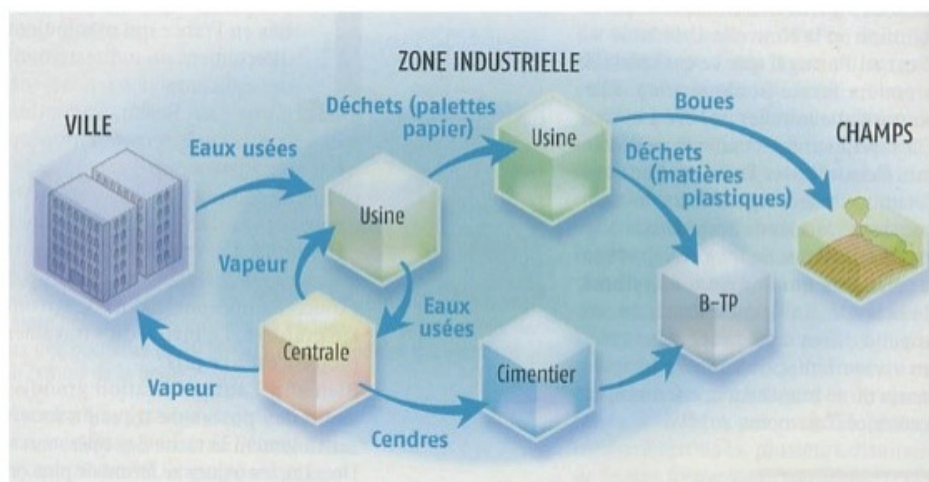 ZONE INDUSTRIELLE
VILLE
Déchets (palettes
papier)
Usine
Boues
CHAMPS
Eaux usées
Déchets
(matières
plastiques)
Usine
Vapeur
Eaux
usées
B-TP
Centrale
Cimentier
Vapeur
Cendres